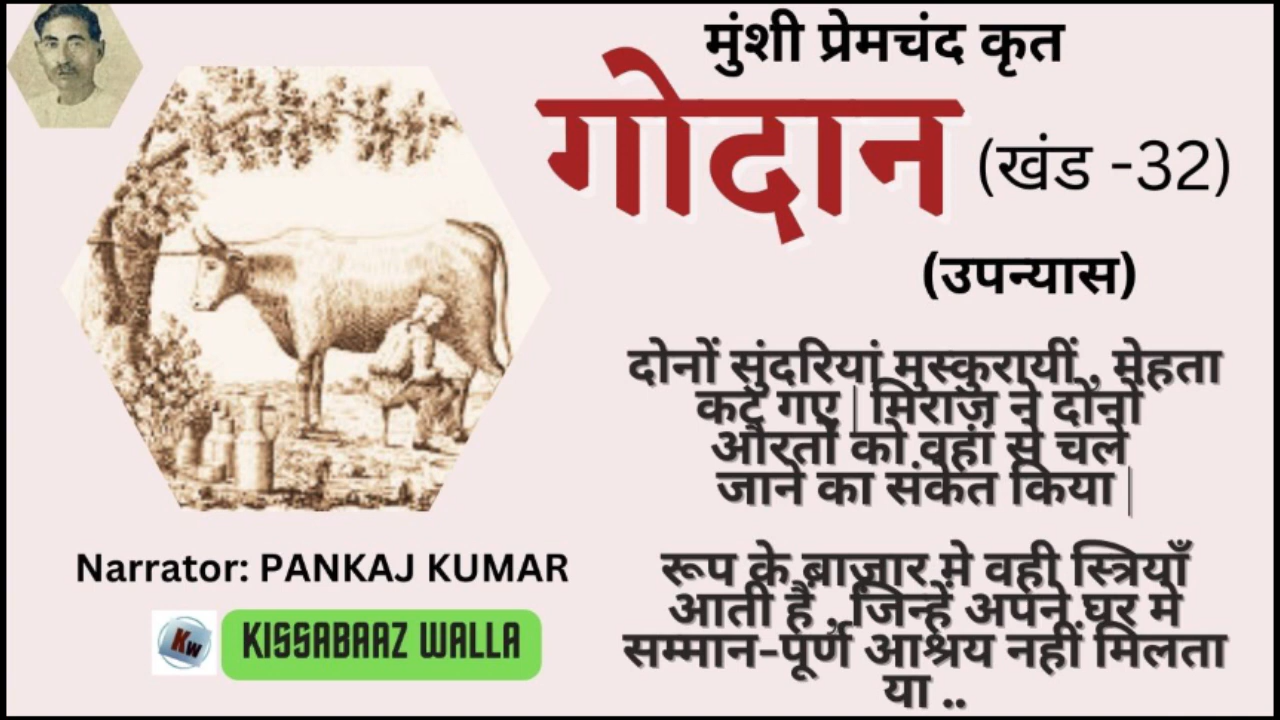 मुंशी प्रेमचंद कृत
गोदान (खंड -32)
(उपन्यास)
दोनों सुंदरियां मुस्कुरायीं , मेहता
कट गए | मिराज ने दोनों
औरतों को वहां से चले
जाने का संकेत किया |
रूप के बाज़ार मे वही स्त्रियाँ
आती हैं , जिन्हें अपने घर मे
सम्मान-पूर्ण आश्रय नहीं मिलता
या ..
Narrator: PANKAJ KUMAR
Kw
KISSABAAZ WALLA